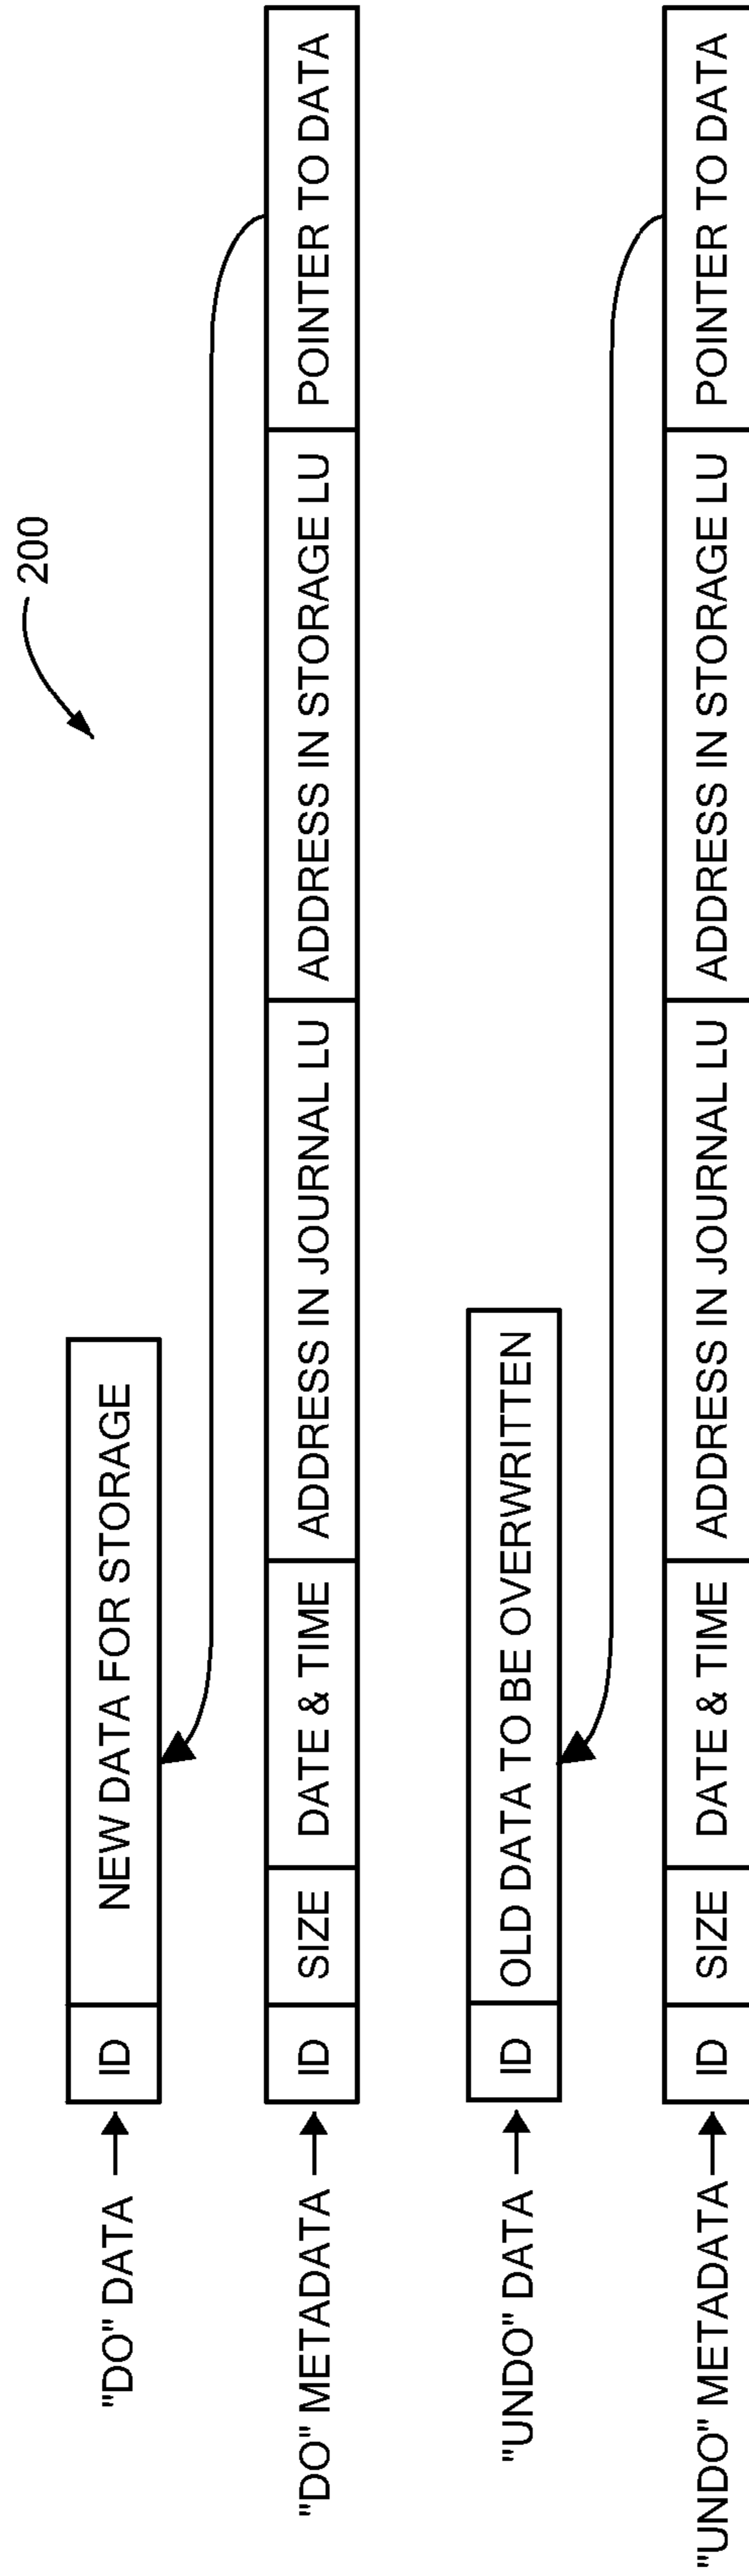 200
"DO" DATA ID NEW DATA FOR STORAGE
"DO" METADATA ID SIZE DATE & TIME ADDRESS IN JOURNAL LU ADDRESS IN STORAGE LU POINTER TO DATA
"UNDO" DATA ID OLD DATA TO BE OVERWRITTEN
"UNDO" METADATA ID SIZE DATE & TIME ADDRESS IN JOURNAL LU ADDRESS IN STORAGE LU POINTER TO DATA